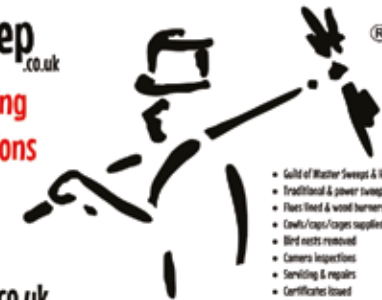 ep
.co.uk
®
ng
ons
• Guild of Master Sweeps &
• Traditional & power sweep
• Flues lined & wood burner
• Cowls/caps/cages supplie
• Bird nests removed
• Camera inspections
• Servicing & repairs
• Certificates issued
co.uk